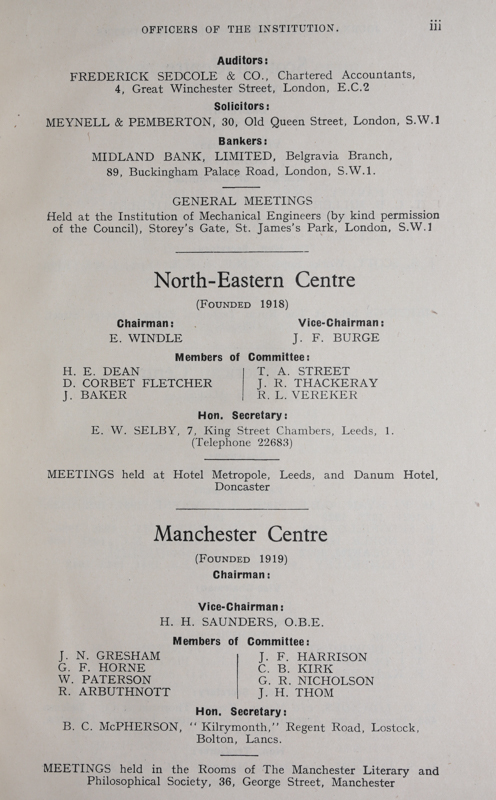 OFFICERS OF THE INSTITUTION. iii
Auditors:
FREDERICK SEDCOLE & CO., Chartered Accountants,
4, Great Winchester Street, London, E.C.2
Solicitors:
MEYNELL & PEMBERTON, 30, Old Queen Street, London, S.W.1
Bankers:
MIDLAND BANK, LIMITED, Belgravia Branch,
89, Buckingham Palace Road, London, S.W.1.
GENERAL MEETINGS
Held at the Institution of Mechanical Engineers (by kind permission
of the Council), Storey's Gate, St. James's Park, London, S.W.1
North-Eastern Centre
(FOUNDED 1918)
Chairman: Vice-Chairman:
E. WINDLE J. F. BURGE
Members of Committee:
H. E. DEAN T. A. STREET
D. CORBET FLETCHER J. R. THACKERAY
J. BAKER R. L. VEREKER
Hon. Secretary:
E. W. SELBY, 7, King Street Chambers, Leeds, 1.
(Telephone 22683)
MEETINGS held at Hotel Metropole, Leeds, and Danum Hotel,
Doncaster
Manchester Centre
(FOUNDED 1919)
Chairman:
Vice-Chairman:
H. H. SAUNDERS, O.B.E.
Members of Committee:
J. N. GRESHAM J. F. HARRISON
G. F. HORNE C. B. KIRK
W. PATERSON G. R. NICHOLSON
R. ARBUTHNOTT J. H. THOM
Hon. Secretary:
B. C. McPHERSON, "Kilrymonth," Regent Road, Lostock,
Bolton, Lancs.
MEETINGS held in the Rooms of The Manchester Literary and
Philosophical Society, 36, George Street, Manchester